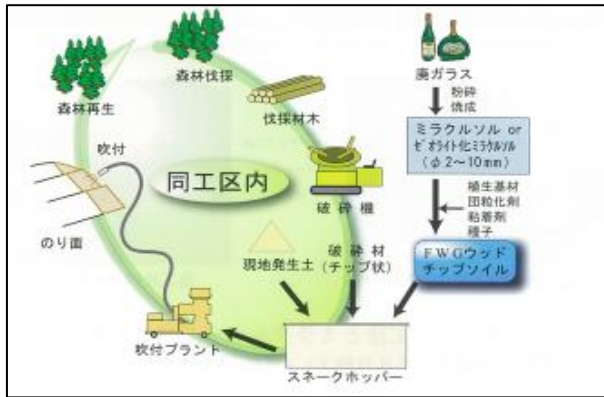 森林伐採
森林再生
伐採材木
吹付
同工区内
破砕機
のり面
現地発生土
破砕材
(チップ状)
吹付プラント
スネークホッパー
廃ガラス
粉砕
焼成
ミラクルソル or
ゼオライト化ミラクルソル
(φ2~10mm)
植生基材
団粒化剤
粘着剤
種子
FWGウッド
チップソイル